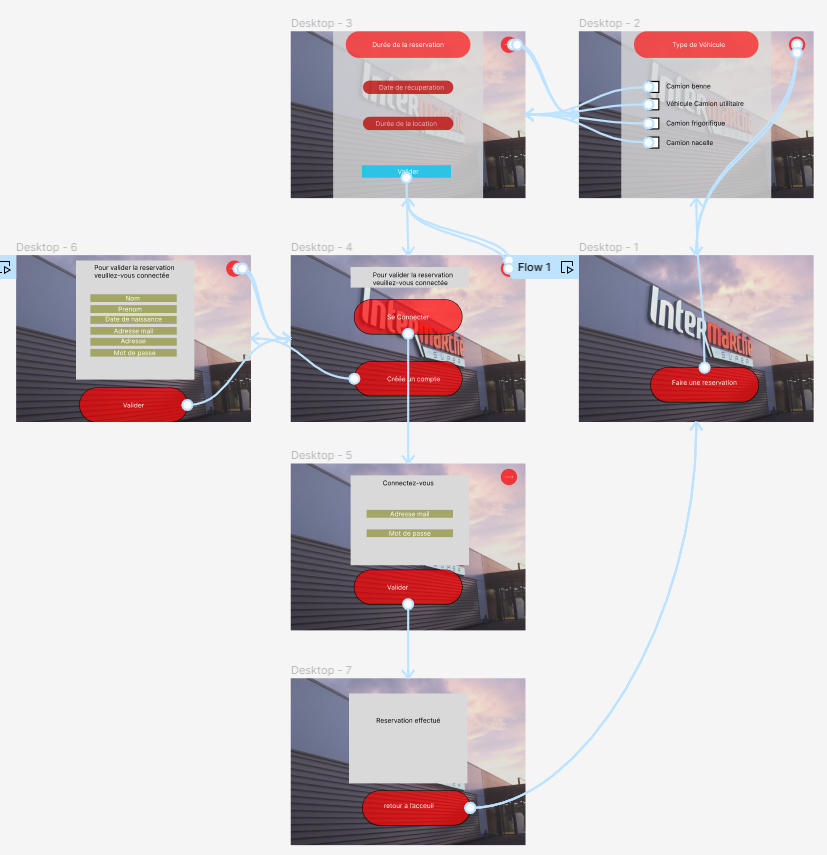 Desktop - 3
Durée de la reservation
Date de récuperation
Durée de la location
Valider
Desktop - 2
Type de Véhicule
Camion benne
Véhicule Camion utilitaire
Camion frigorifique
Camion nacelle
Desktop - 6
Pour valider la reservation
veuillez-vous connectée
Nom
Prenom
Date de naissance
Adresse mail
Adresse
Mot de passe
Valider
Desktop - 4
Pour valider la reservation
veuillez-vous connectée
Se Connecter
Créée un compte
Flow 1
Desktop - 1
Intermarché
SUPER
Faire une reservation
Desktop - 5
Connectez-vous
Adresse mail
Mot de passe
Valider
Desktop - 7
Reservation effectué
retour a l'acceuil